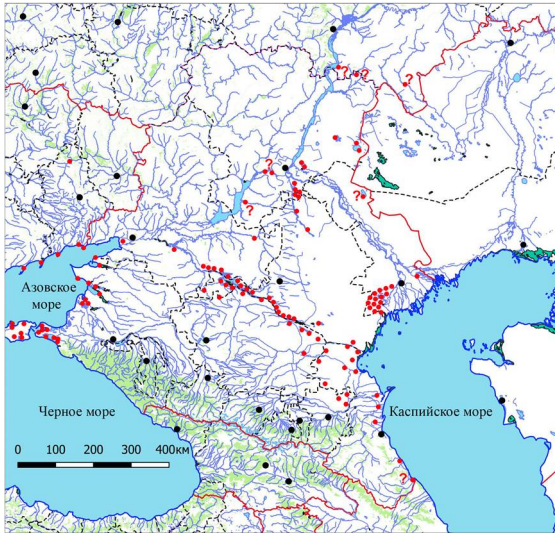 ?
?
?
?
?
Азовское
море
Черное море
Каспийское море
0 100 200 300 400км
?